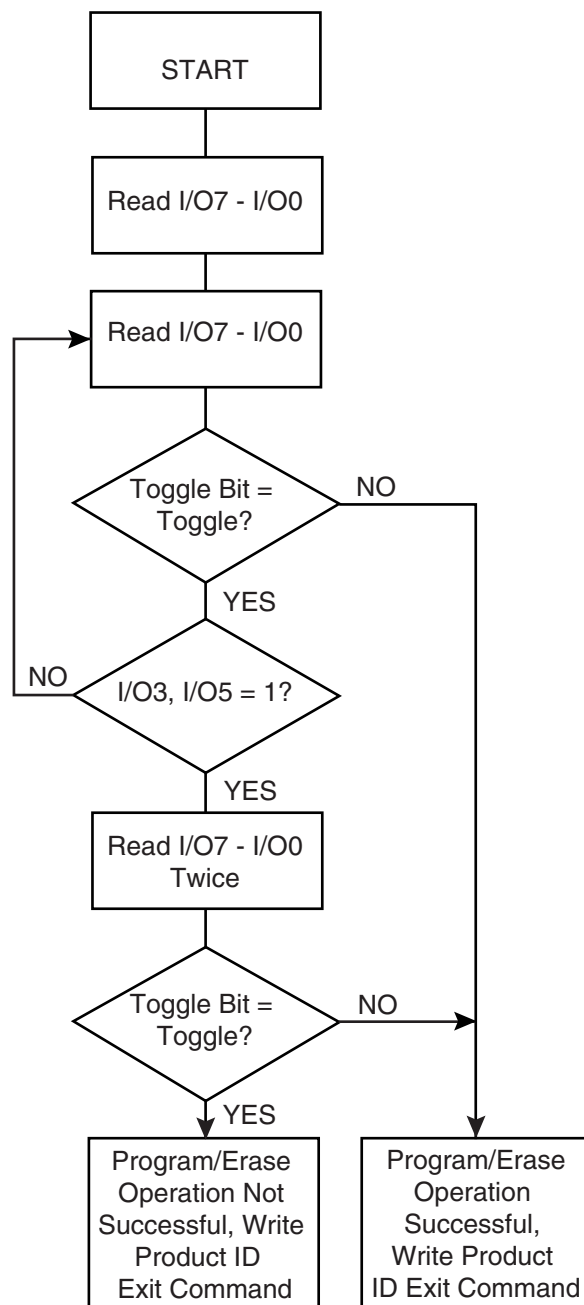 START
Read I/O7 - I/O0
Read I/O7 - I/O0
Toggle Bit =
Toggle?
NO
YES
NO
I/O3, I/O5 = 1?
YES
Read I/O7 - I/O0
Twice
Toggle Bit =
Toggle?
NO
YES
Program/Erase
Operation Not
Successful, Write
Product ID
Exit Command
Program/Erase
Operation
Successful,
Write Product
ID Exit Command